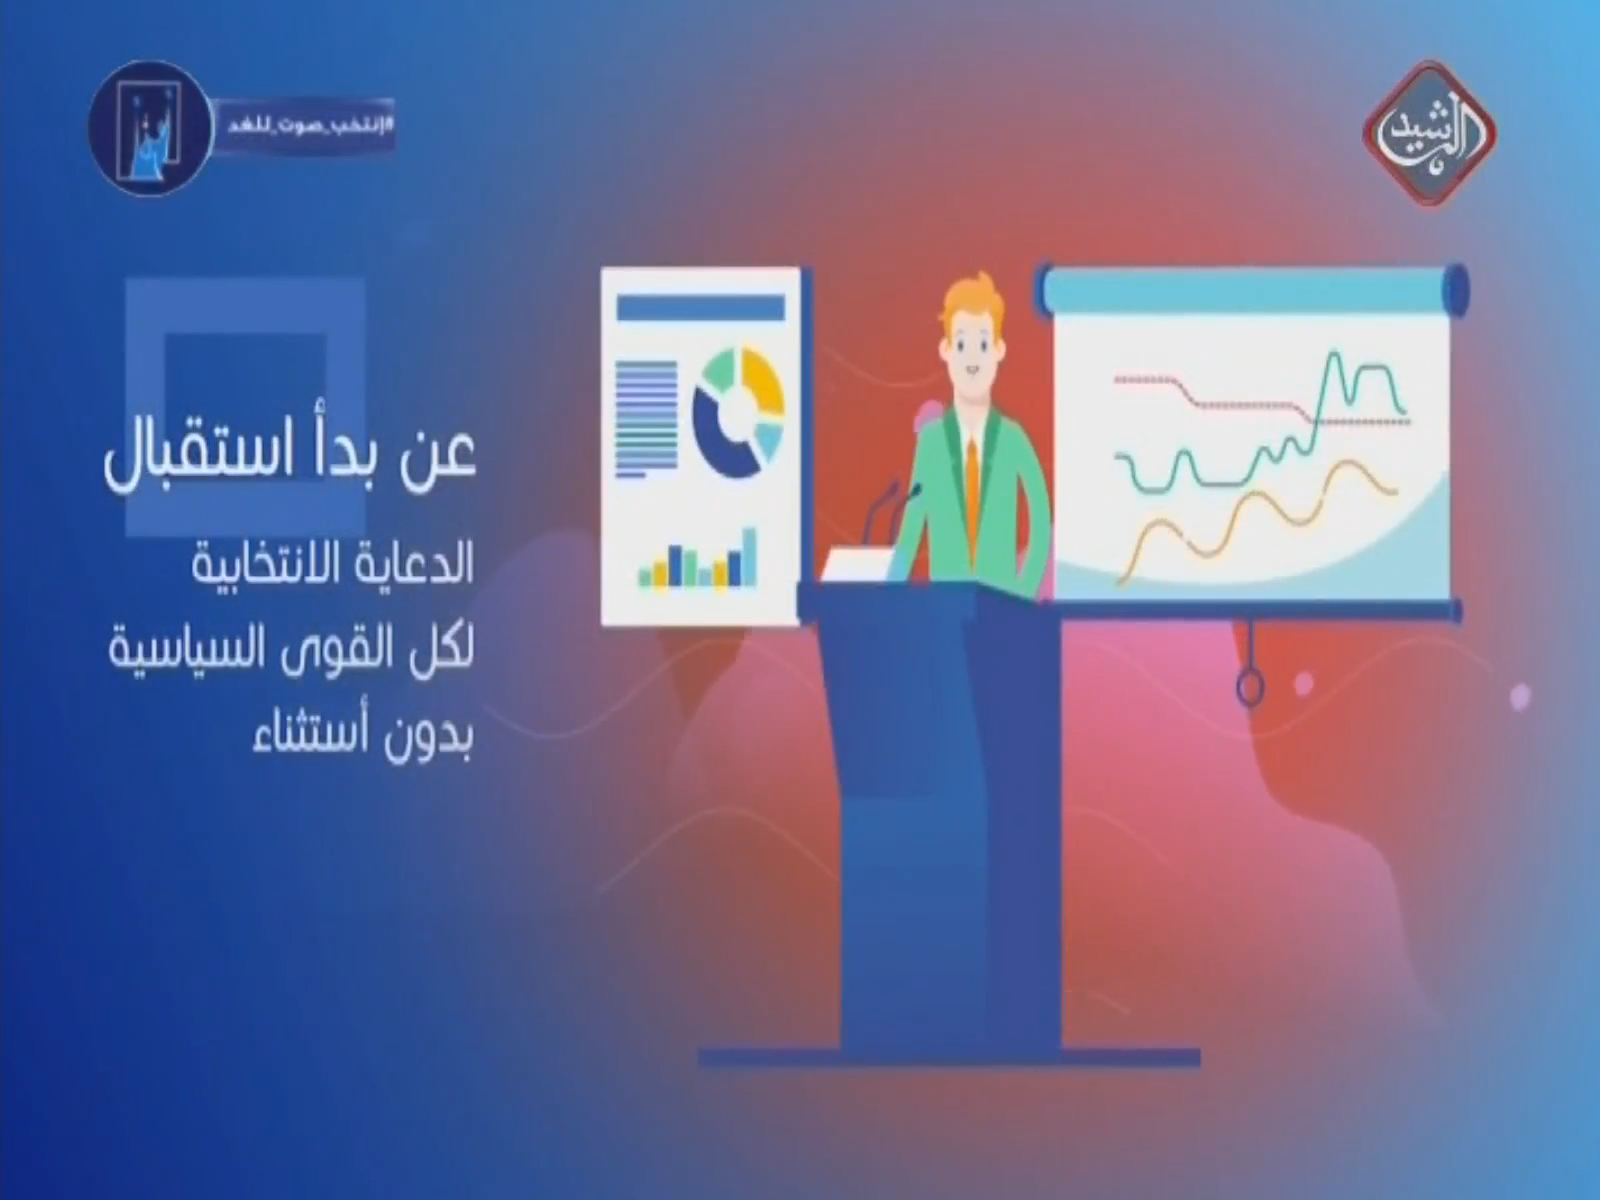 #إنتخب_صوت_للغد
الرشيد
عن بدأ استقبال
الدعاية الانتخابية
لكل القوى السياسية
بدون أستثناء